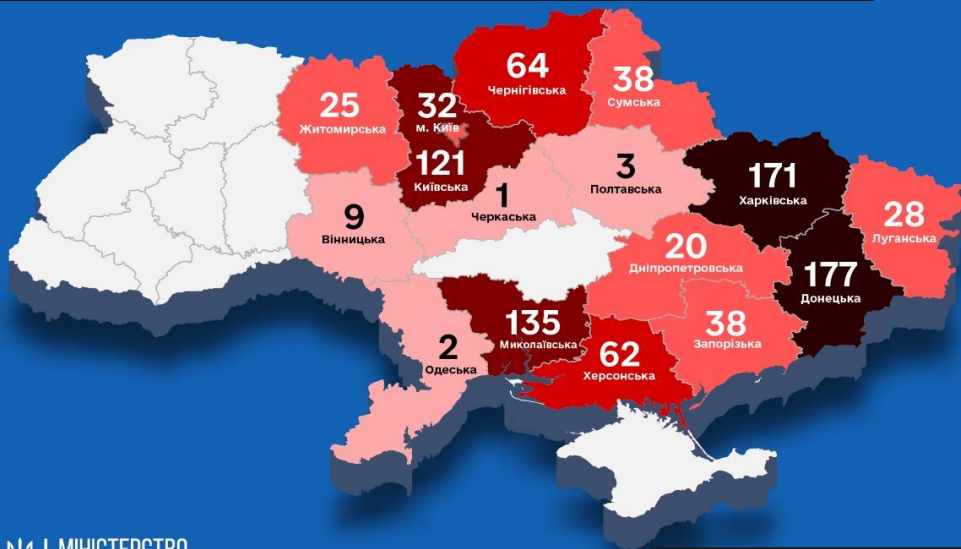 64
Чернігівська
38
Сумська
25
Житомирська
32
м. Київ
121
Київська
3
Полтавська
171
Харківська
1
Черкаська
28
Луганська
9
Вінницька
20
Дніпропетровська
177
Донецька
135
Миколаївська
38
Запорізька
2
Одеська
62
Херсонська
МІНІСТЕРСТВО